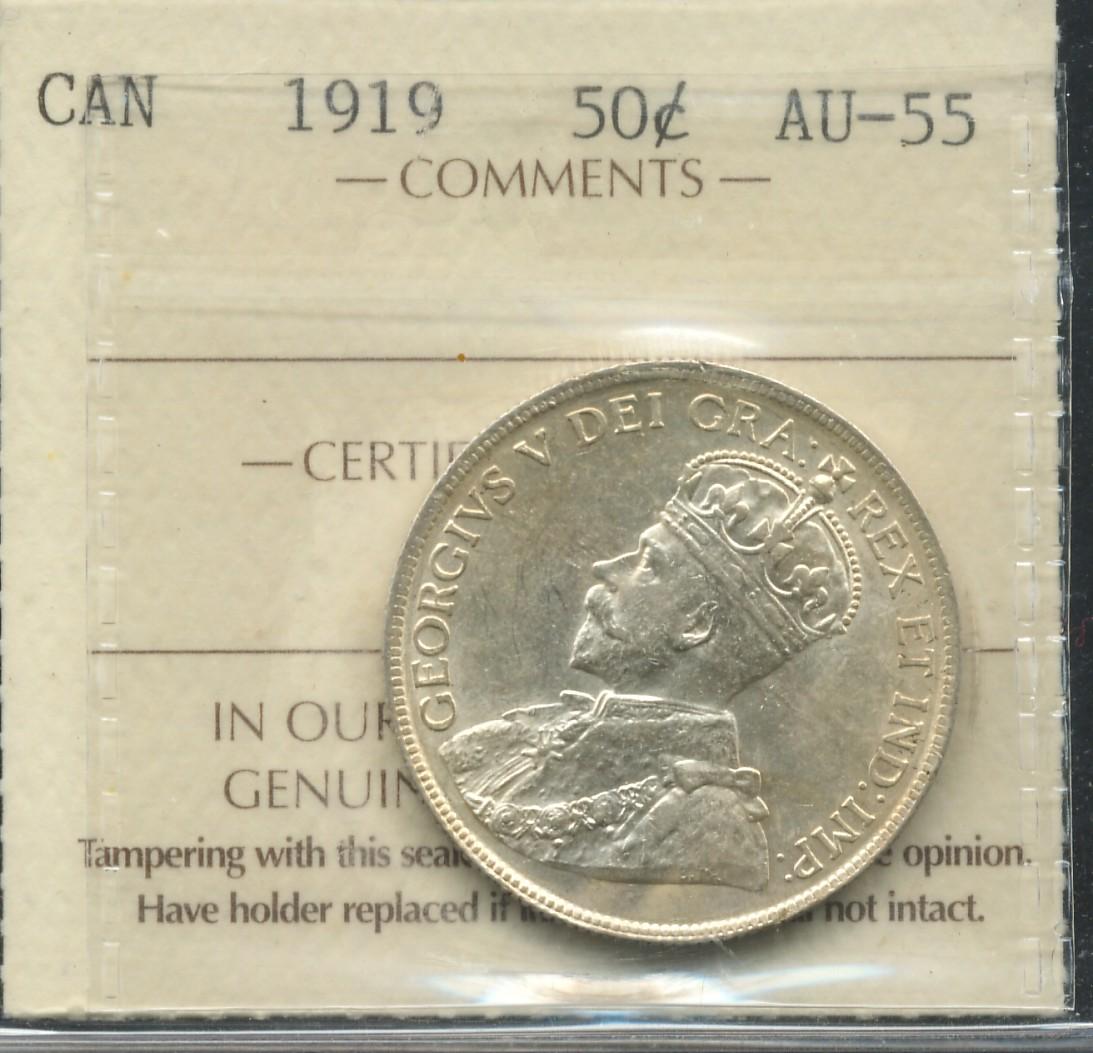 CAN 1919 50¢ AU-55
— COMMENTS —
— CERTIF
IN OUR
GENUIN
Tampering with this seal opinion.
Have holder replaced if not intact.
GEORGIVS V DEI GRA: REX ET IND: IMP: